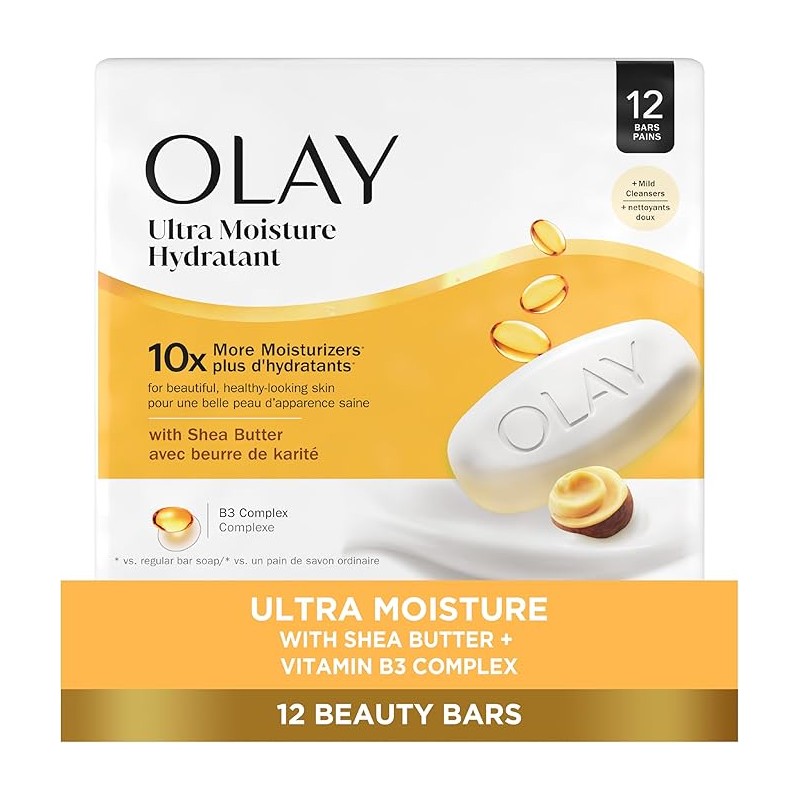 12
BARS
PAINS
OLAY
Ultra Moisture
Hydratant
+ Mild
Cleansers
+ nettoyants
doux
10x More Moisturizers*
plus d'hydratants*
for beautiful, healthy-looking skin
pour une belle peau d'apparence saine
with Shea Butter
avec beurre de karité
OLAY
B3 Complex
Complexe
* vs. regular bar soap/* vs. un pain de savon ordinaire
ULTRA MOISTURE
WITH SHEA BUTTER +
VITAMIN B3 COMPLEX
12 BEAUTY BARS